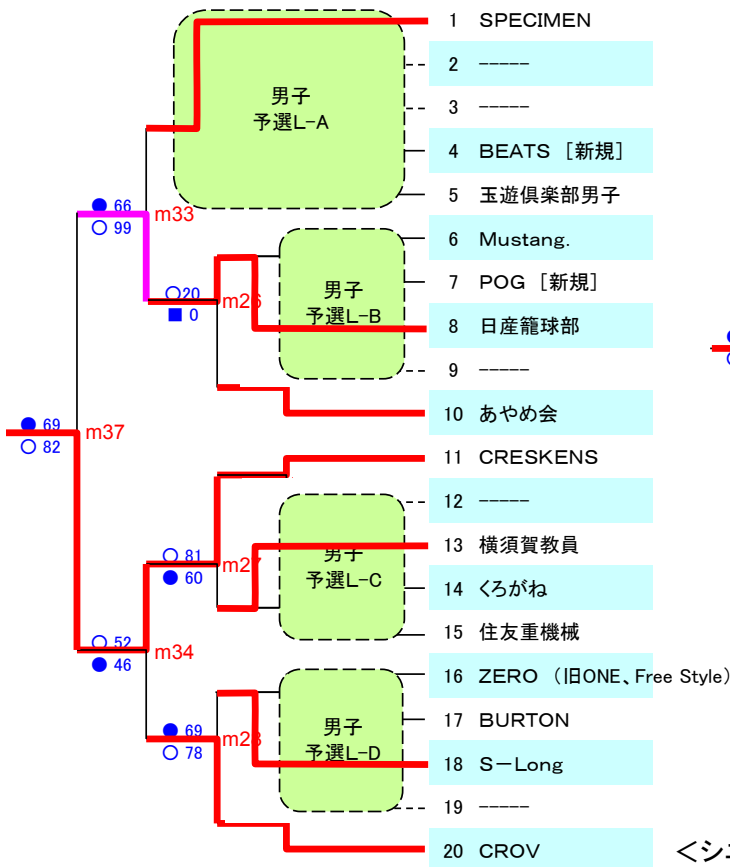 1 SPECIMEN
2 -----
3 -----
4 BEATS ［新規］
5 玉遊倶楽部男子
6 Mustang.
7 POG ［新規］
8 日産籠球部
9 -----
10 あやめ会
11 CRESKENS
12 -----
13 横須賀教員
14 くろがね
15 住友重機械
16 ZERO （旧ONE、Free Style）
17 BURTON
18 S－Long
19 -----
20 CROV
男子
予選L-A
男子
予選L-B
男子
予選L-C
男子
予選L-D
● 66
○ 99
m33
○20
■ 0
m26
● 69
○ 82
m37
○ 81
● 60
m27
○ 52
● 46
m34
● 69
○ 78
m28